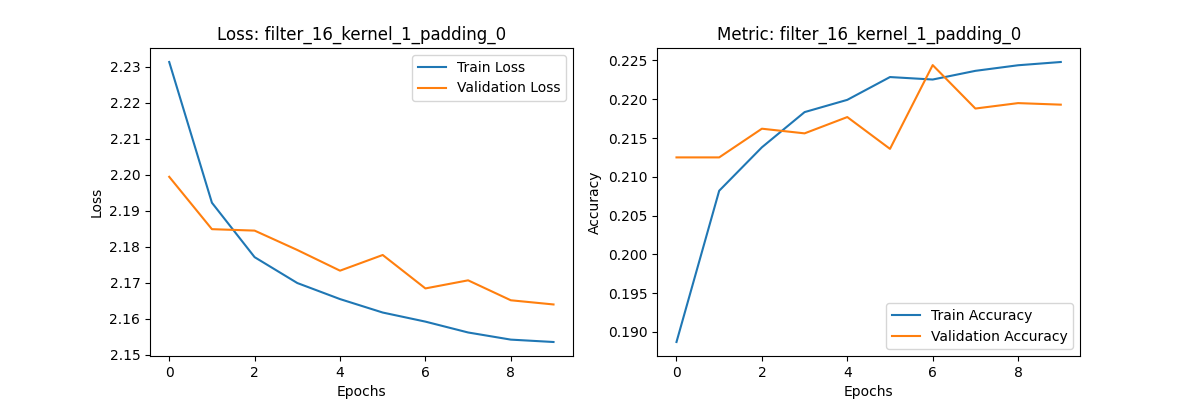 Loss: filter_16_kernel_1_padding_0
2.23
2.22
2.21
2.20
2.19
2.18
2.17
2.16
2.15
Loss
0 2 4 6 8
Epochs
Train Loss
Validation Loss
Metric: filter_16_kernel_1_padding_0
0.225
0.220
0.215
0.210
0.205
0.200
0.195
0.190
Accuracy
0 2 4 6 8
Epochs
Train Accuracy
Validation Accuracy